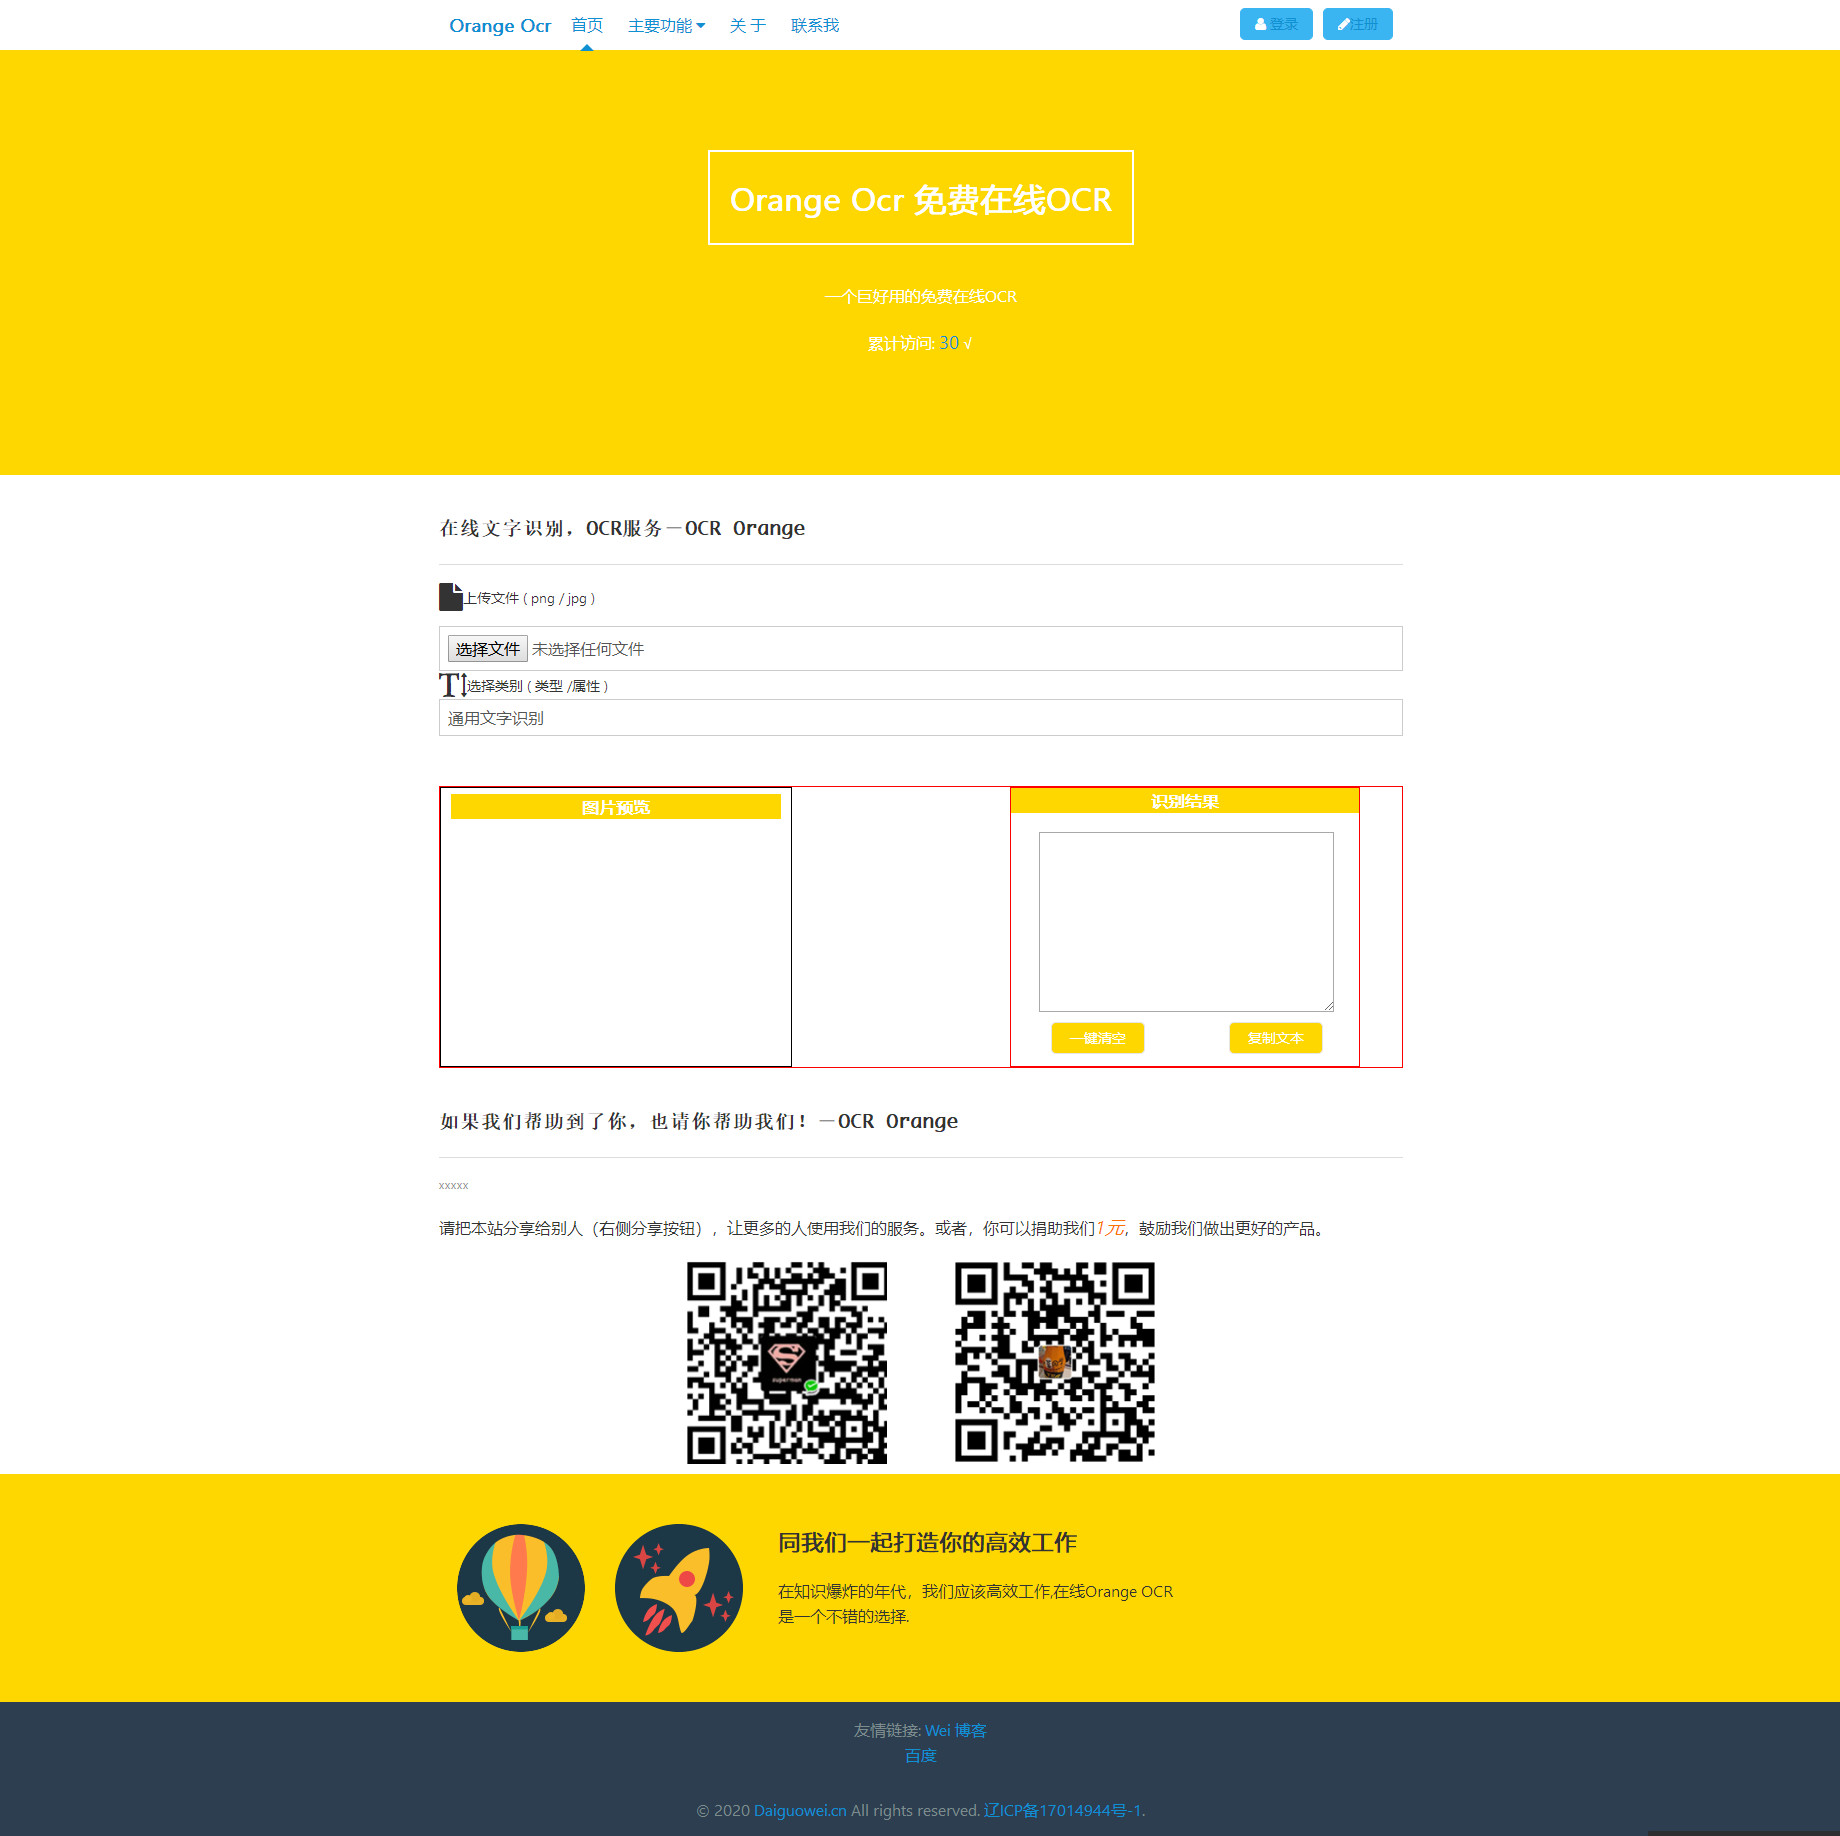 Orange Ocr 首页 主要功能 关 于 联系我 登录 注册
Orange Ocr 免费在线OCR
一个巨好用的免费在线OCR
累计访问: 30 √
在线文字识别，OCR服务—OCR Orange
上传文件 ( png / jpg )
选择文件 未选择任何文件
T 选择类别 ( 类型 /属性 )
通用文字识别
图片预览 识别结果
一键清空 复制文本
如果我们帮助到了你，也请你帮助我们！—OCR Orange
xxxxx
请把本站分享给别人（右侧分享按钮），让更多的人使用我们的服务。或者，你可以捐助我们1元，鼓励我们做出更好的产品。
superman
同我们一起打造你的高效工作
在知识爆炸的年代，我们应该高效工作,在线Orange OCR
是一个不错的选择.
友情链接: Wei 博客
百度
© 2020 Daiguowei.cn All rights reserved. 辽ICP备17014944号-1.